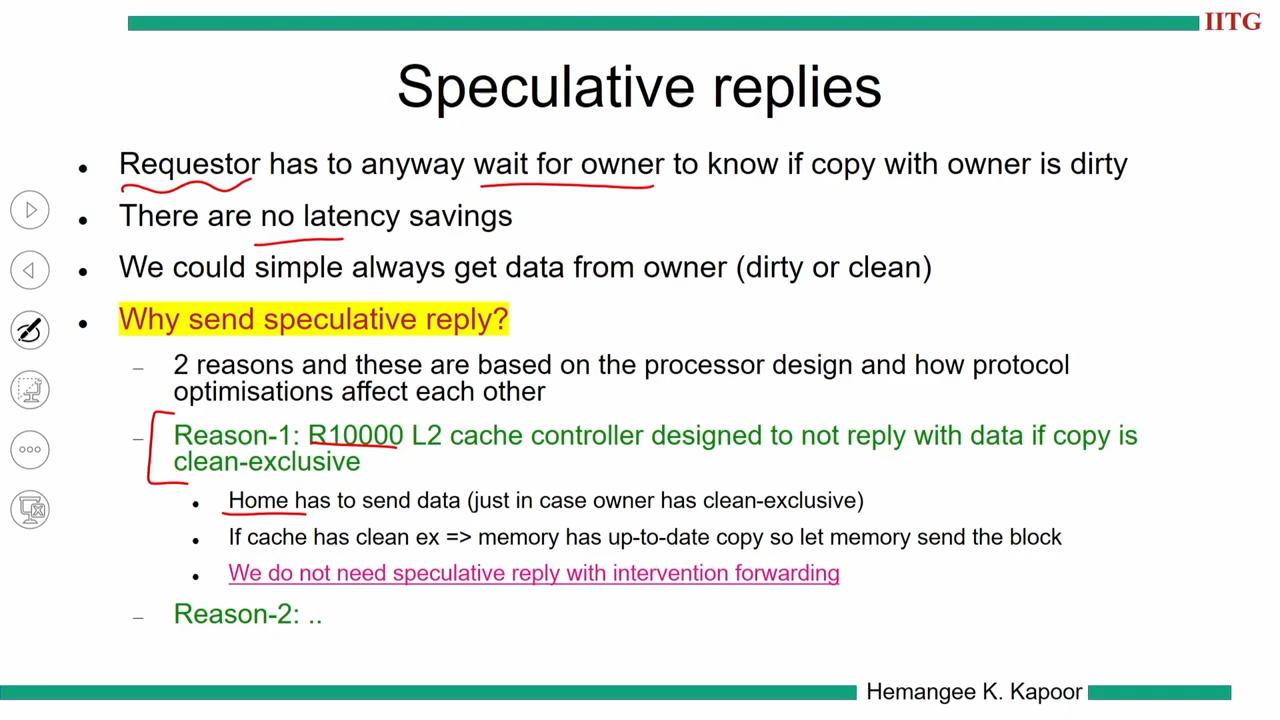 IITG
Speculative replies
• Requestor has to anyway wait for owner to know if copy with owner is dirty
• There are no latency savings
• We could simple always get data from owner (dirty or clean)
• Why send speculative reply?
– 2 reasons and these are based on the processor design and how protocol
optimisations affect each other
– Reason-1: R10000 L2 cache controller designed to not reply with data if copy is
clean-exclusive
• Home has to send data (just in case owner has clean-exclusive)
• If cache has clean ex => memory has up-to-date copy so let memory send the block
• We do not need speculative reply with intervention forwarding
– Reason-2: ..
Hemangee K. Kapoor